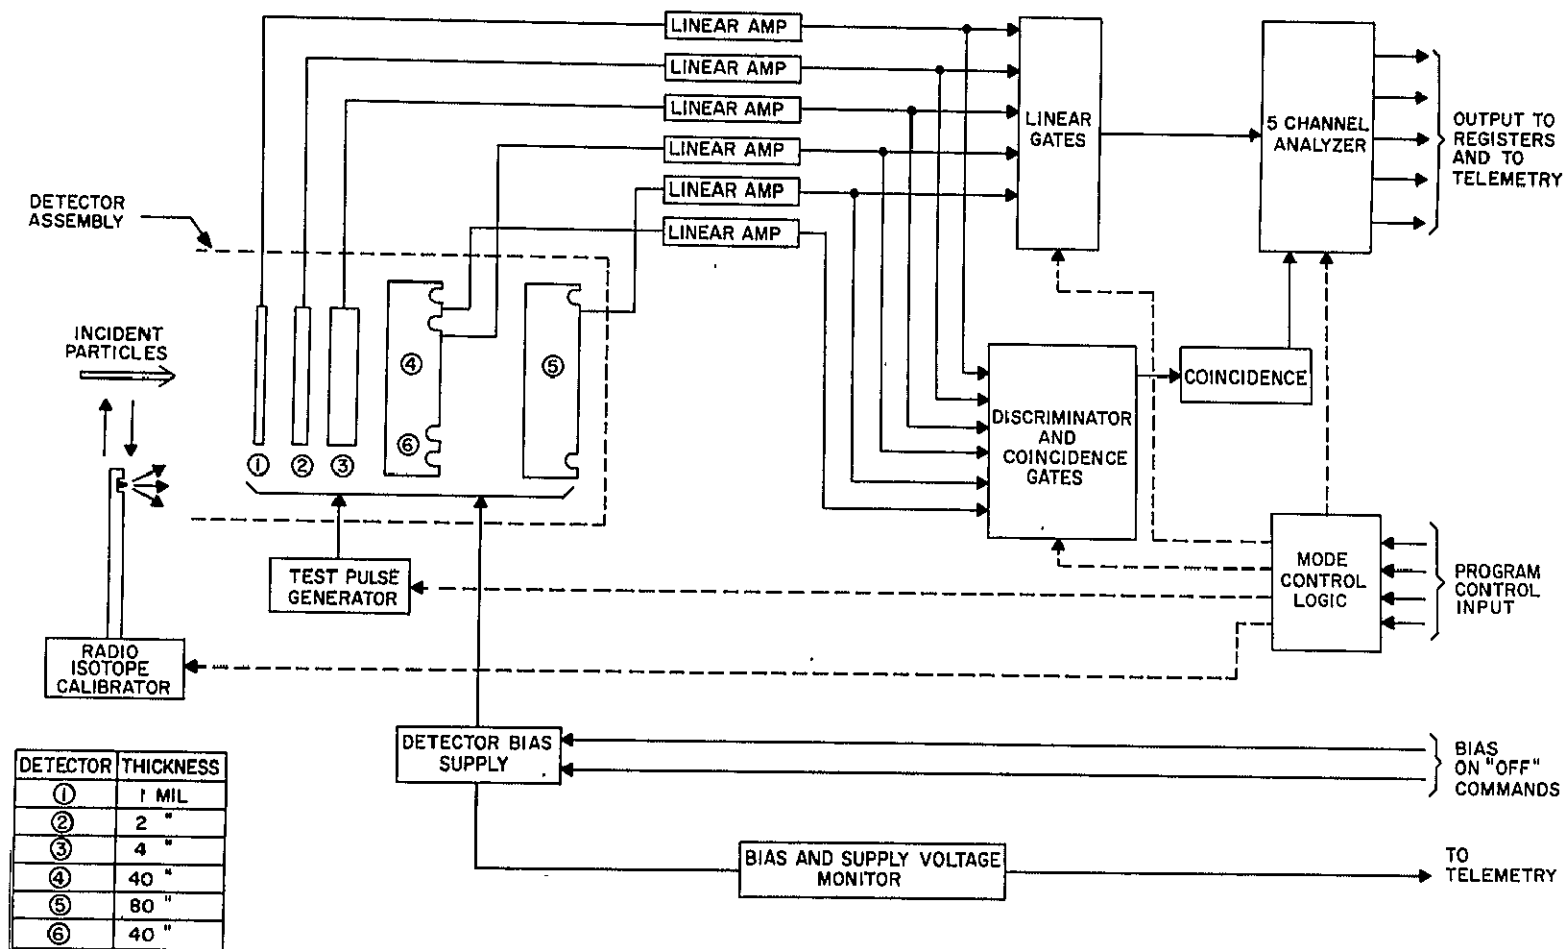 LINEAR AMP
LINEAR AMP
LINEAR AMP
LINEAR AMP
LINEAR AMP
LINEAR AMP
LINEAR
GATES
5 CHANNEL
ANALYZER
OUTPUT TO
REGISTERS
AND TO
TELEMETRY
DETECTOR
ASSEMBLY
INCIDENT
PARTICLES
④
⑤
⑥
① ② ③
DISCRIMINATOR
AND
COINCIDENCE
GATES
COINCIDENCE
TEST PULSE
GENERATOR
MODE
CONTROL
LOGIC
PROGRAM
CONTROL
INPUT
RADIO
ISOTOPE
CALIBRATOR
DETECTOR BIAS
SUPPLY
BIAS
ON "OFF"
COMMANDS
BIAS AND SUPPLY VOLTAGE
MONITOR
TO
TELEMETRY
DETECTOR THICKNESS
① 1 MIL
② 2 "
③ 4 "
④ 40 "
⑤ 80 "
⑥ 40 "